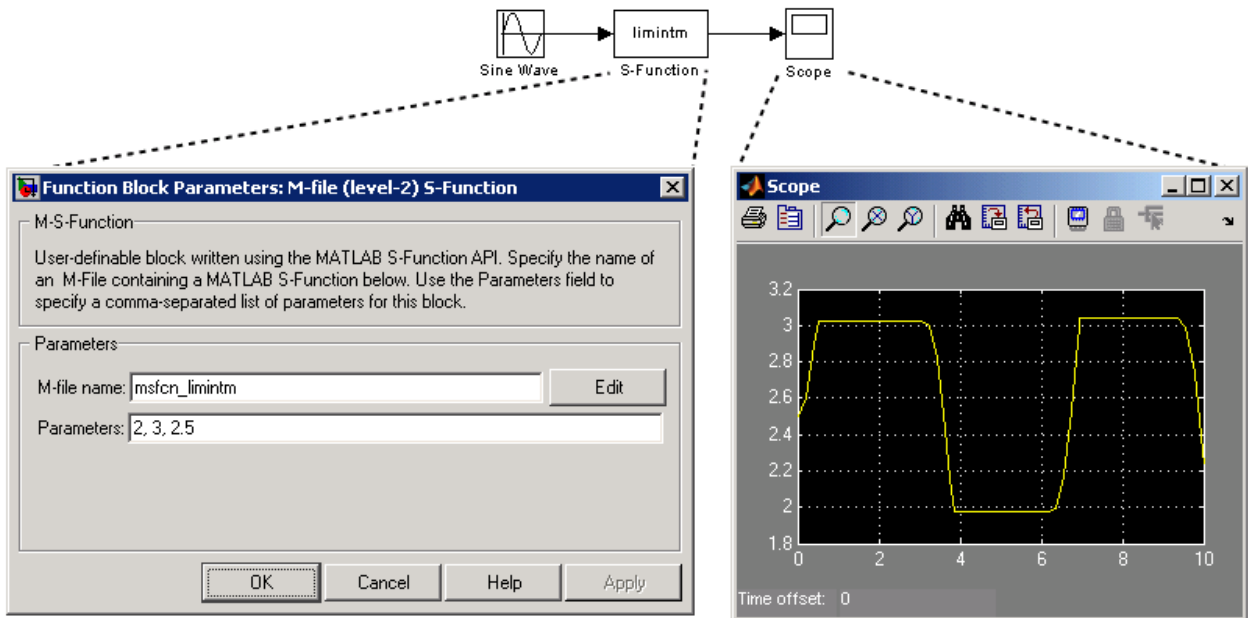 limintm
Sine Wave
S-Function
Scope
Function Block Parameters: M-file (level-2) S-Function
M-S-Function
User-definable block written using the MATLAB S-Function API. Specify the name of
an M-File containing a MATLAB S-Function below. Use the Parameters field to
specify a comma-separated list of parameters for this block.
Parameters
M-file name: msfcn_limintm
Edit
Parameters: 2, 3, 2.5
OK
Cancel
Help
Apply
Scope
3.2
3
2.8
2.6
2.4
2.2
2
1.8
0 2 4 6 8 10
Time offset: 0